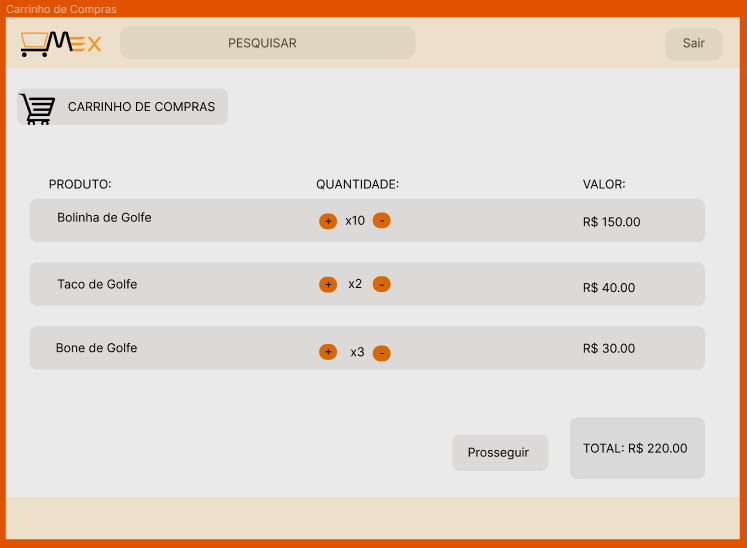 Carrinho de Compras
MEX
PESQUISAR
Sair
CARRINHO DE COMPRAS
PRODUTO: QUANTIDADE: VALOR:
Bolinha de Golfe + x10 - R$ 150.00
Taco de Golfe + x2 - R$ 40.00
Bone de Golfe + x3 - R$ 30.00
Prosseguir
TOTAL: R$ 220.00